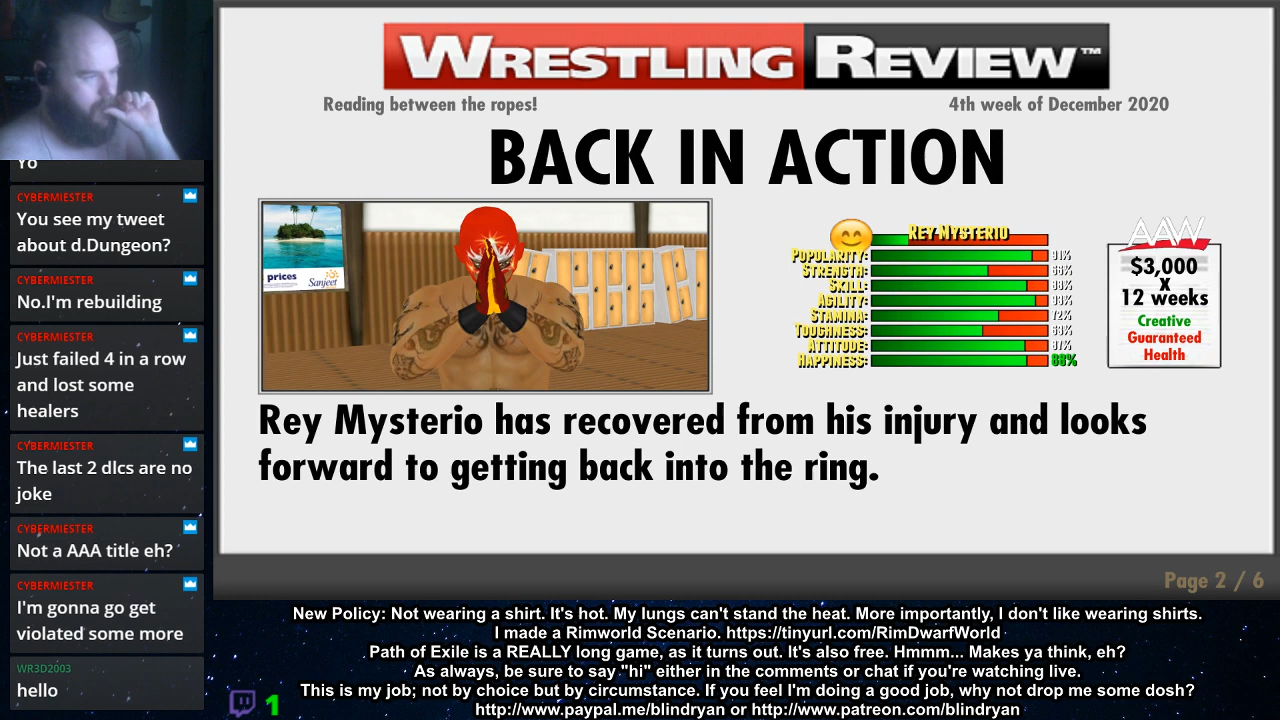 Yo
CYBERMIESTER
You see my tweet
about d.Dungeon?
CYBERMIESTER
No.I'm rebuilding
CYBERMIESTER
Just failed 4 in a row
and lost some
healers
CYBERMIESTER
The last 2 dlcs are no
joke
CYBERMIESTER
Not a AAA title eh?
CYBERMIESTER
I'm gonna go get
violated some more
WR3D2003
hello
WRESTLING REVIEW™
Reading between the ropes!
4th week of December 2020
BACK IN ACTION
prices
Sanjeet
REY MYSTERIO
POPULARITY: 91%
STRENGTH: 66%
SKILL: 88%
AGILITY: 93%
STAMINA: 72%
TOUGHNESS: 63%
ATTITUDE: 87%
HAPPINESS: 88%
AAW
$3,000
X
12 weeks
Creative
Guaranteed
Health
Rey Mysterio has recovered from his injury and looks
forward to getting back into the ring.
Page 2 / 6
New Policy: Not wearing a shirt. It's hot. My lungs can't stand the heat. More importantly, I don't like wearing shirts.
I made a Rimworld Scenario. https://tinyurl.com/RimDwarfWorld
Path of Exile is a REALLY long game, as it turns out. It's also free. Hmmm... Makes ya think, eh?
As always, be sure to say "hi" either in the comments or chat if you're watching live.
This is my job; not by choice but by circumstance. If you feel I'm doing a good job, why not drop me some dosh?
http://www.paypal.me/blindryan or http://www.patreon.com/blindryan
1